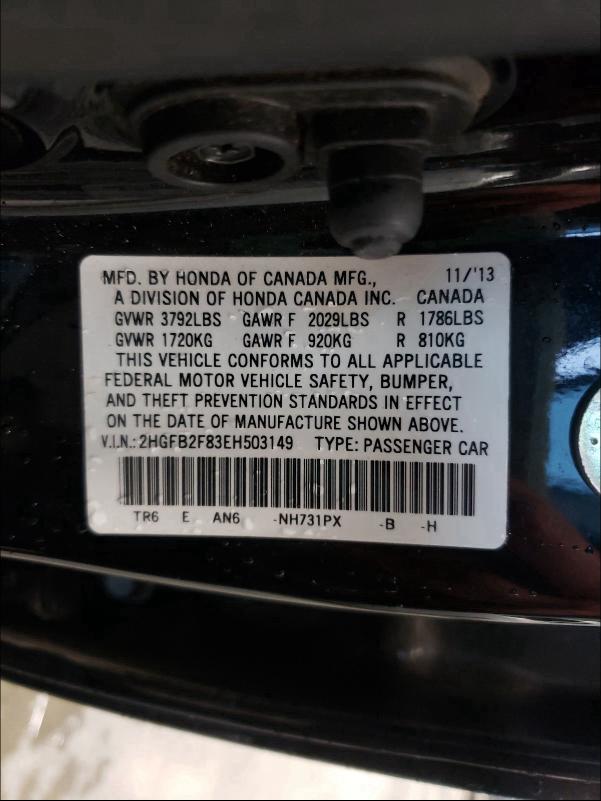 MFD. BY HONDA OF CANADA MFG., 11/'13
A DIVISION OF HONDA CANADA INC. CANADA
GVWR 3792LBS GAWR F 2029LBS R 1786LBS
GVWR 1720KG GAWR F 920KG R 810KG
THIS VEHICLE CONFORMS TO ALL APPLICABLE
FEDERAL MOTOR VEHICLE SAFETY, BUMPER,
AND THEFT PREVENTION STANDARDS IN EFFECT
ON THE DATE OF MANUFACTURE SHOWN ABOVE.
V.I.N.: 2HGFB2F83EH503149 TYPE: PASSENGER CAR
TR6 E AN6 -NH731PX -B -H